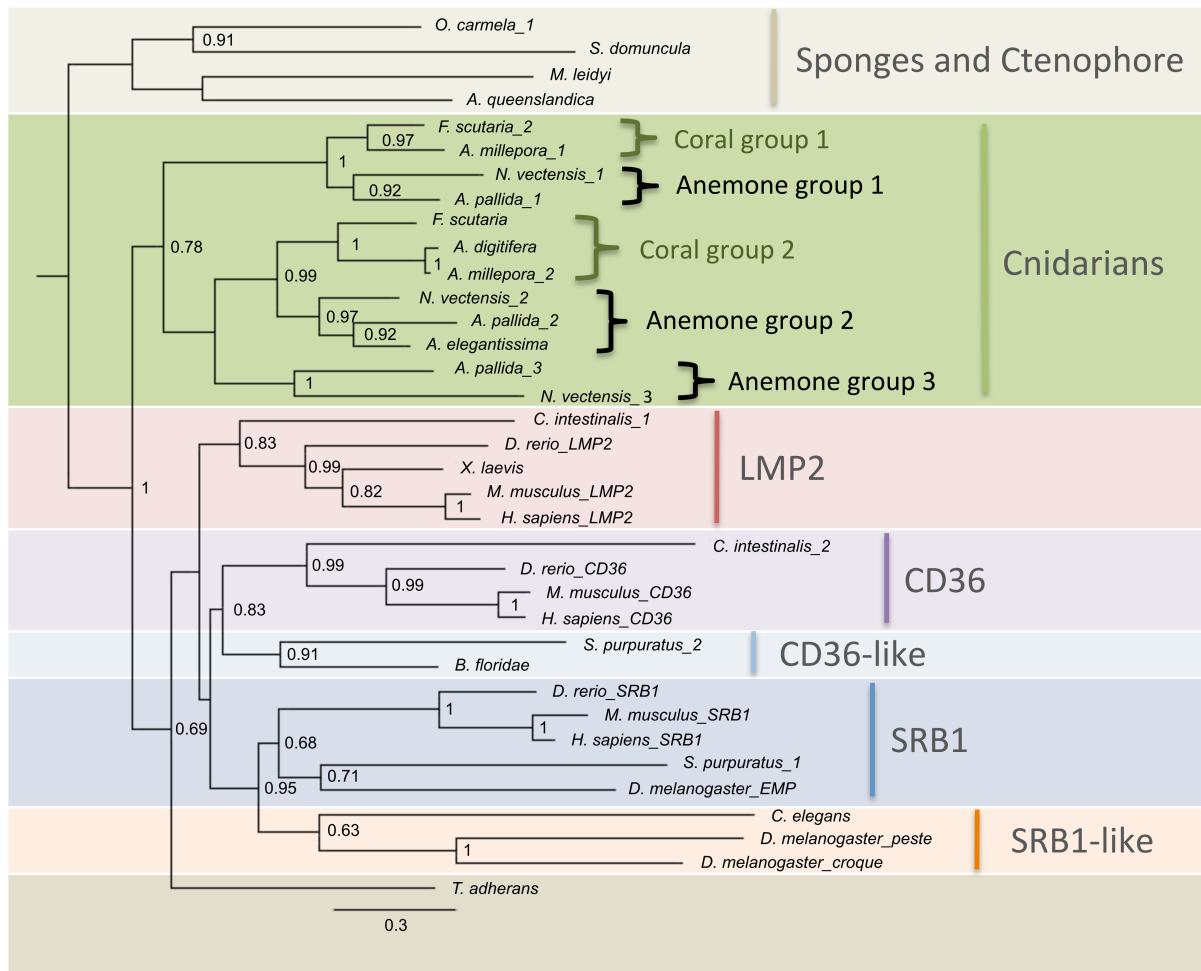 O. carmela_1
0.91
S. domuncula
Sponges and Ctenophore
M. leidyi
A. queenslandica
F. scutaria_2
0.97
Coral group 1
A. millepora_1
1
N. vectensis_1
Anemone group 1
0.92
A. pallida_1
F. scutaria
0.78
1
A. digitifera
Coral group 2
1
Cnidarians
0.99
A. millepora_2
N. vectensis_2
0.97
A. pallida_2
Anemone group 2
0.92
A. elegantissima
A. pallida_3
1
Anemone group 3
N. vectensis_3
C. intestinalis_1
0.83
D. rerio_LMP2
0.99
X. laevis
LMP2
1
0.82
M. musculus_LMP2
1
H. sapiens_LMP2
C. intestinalis_2
0.99
D. rerio_CD36
0.99
CD36
M. musculus_CD36
1
0.83
H. sapiens_CD36
S. purpuratus_2
0.91
CD36-like
B. floridae
D. rerio_SRB1
1
M. musculus_SRB1
0.69
1
0.68
H. sapiens_SRB1
SRB1
S. purpuratus_1
0.71
0.95
D. melanogaster_EMP
C. elegans
0.63
D. melanogaster_peste
SRB1-like
1
D. melanogaster_croque
T. adherans
0.3